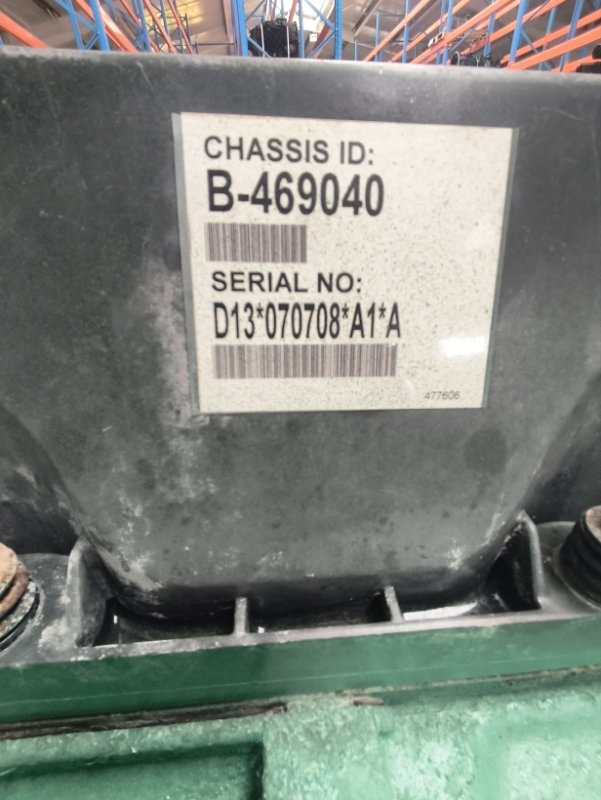 CHASSIS ID:
B-469040
SERIAL NO:
D13*070708*A1*A
477606